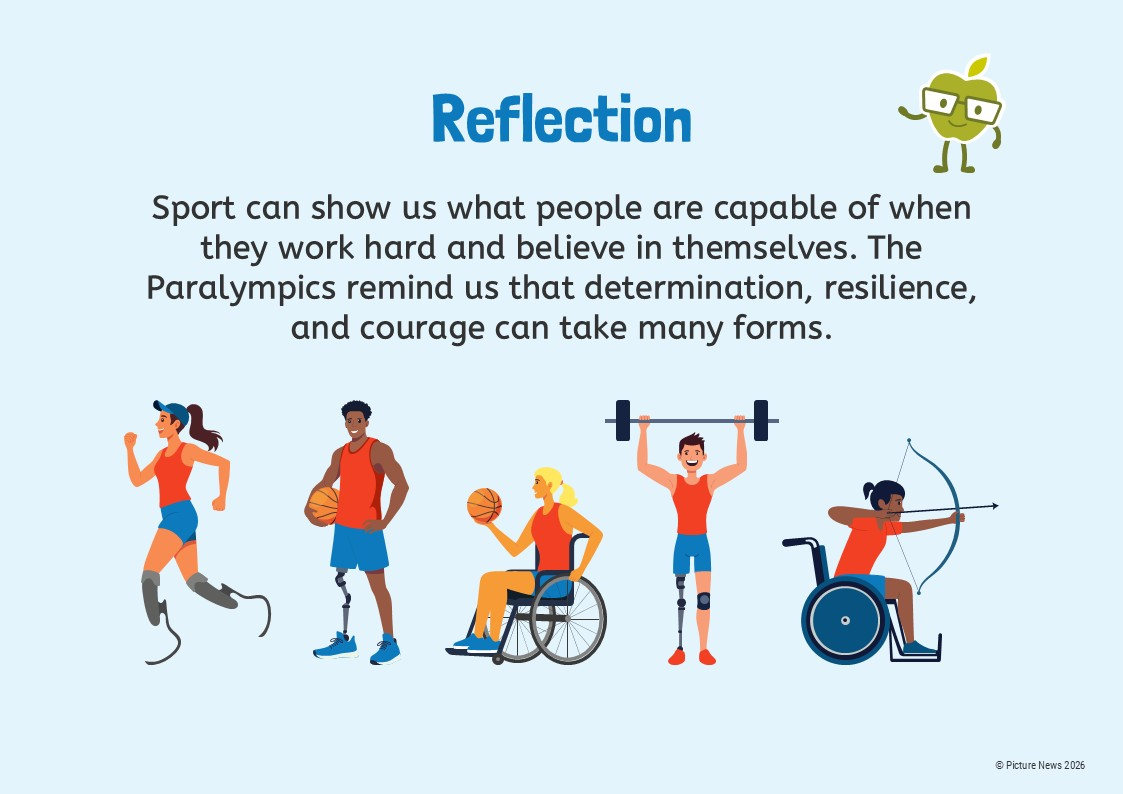 Reflection
Sport can show us what people are capable of when
they work hard and believe in themselves. The
Paralympics remind us that determination, resilience,
and courage can take many forms.
© Picture News 2026